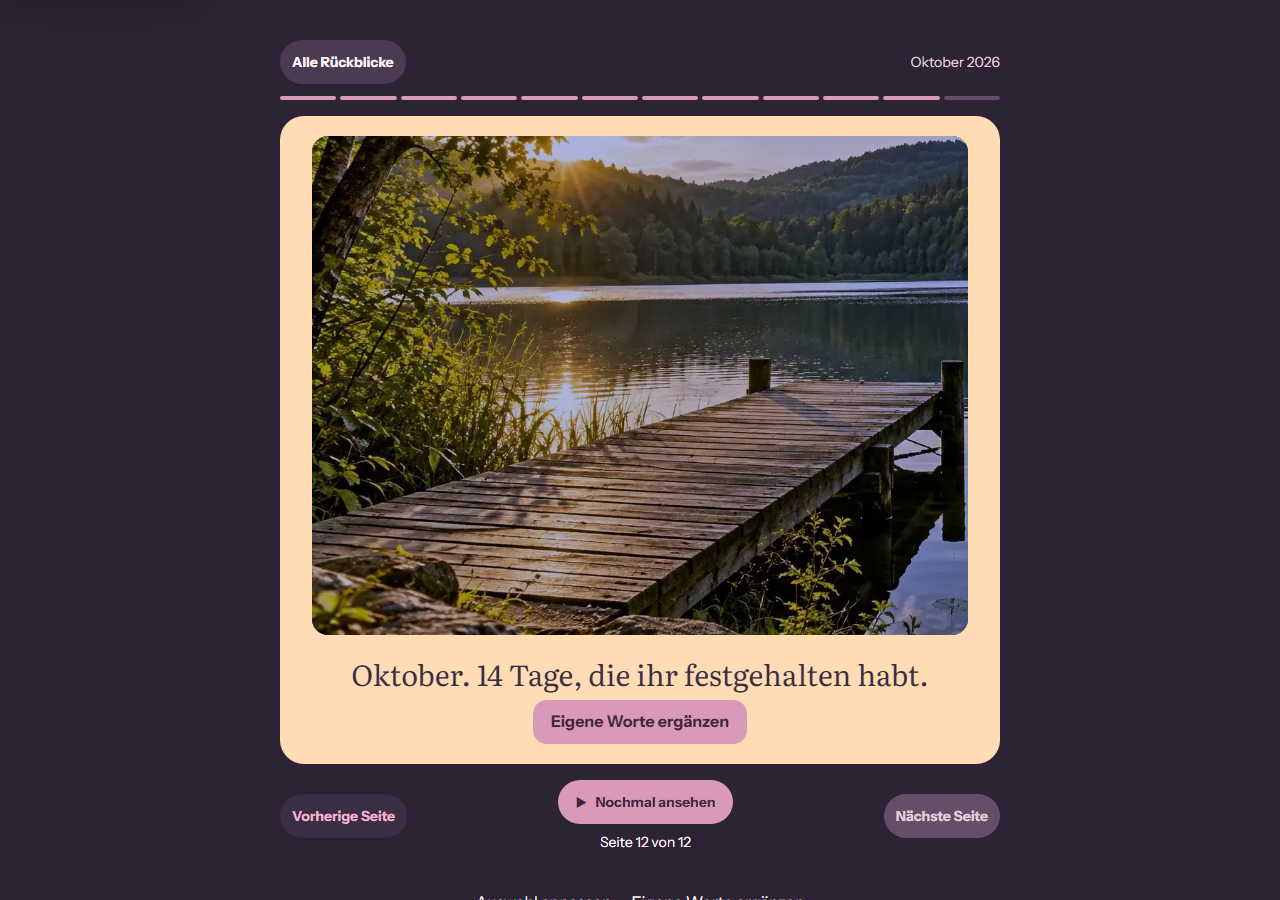 Alle Rückblicke
Oktober 2026
Oktober. 14 Tage, die ihr festgehalten habt.
Eigene Worte ergänzen
Vorherige Seite
Nochmal ansehen
Nächste Seite
Seite 12 von 12